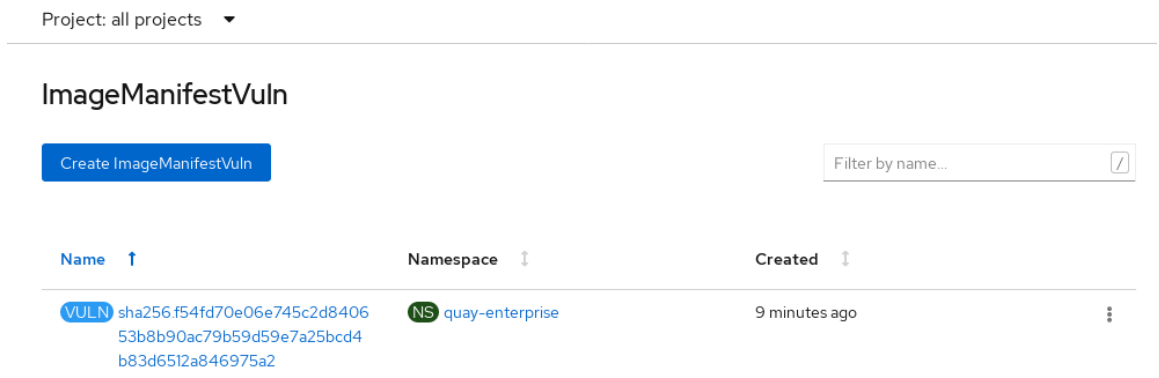 Project: all projects
ImageManifestVuln
Create ImageManifestVuln
Filter by name...
/
Name Namespace Created
VULN sha256.f54fd70e06e745c2d8406 NS quay-enterprise 9 minutes ago
53b8b90ac79b59d59e7a25bcd4
b83d6512a846975a2